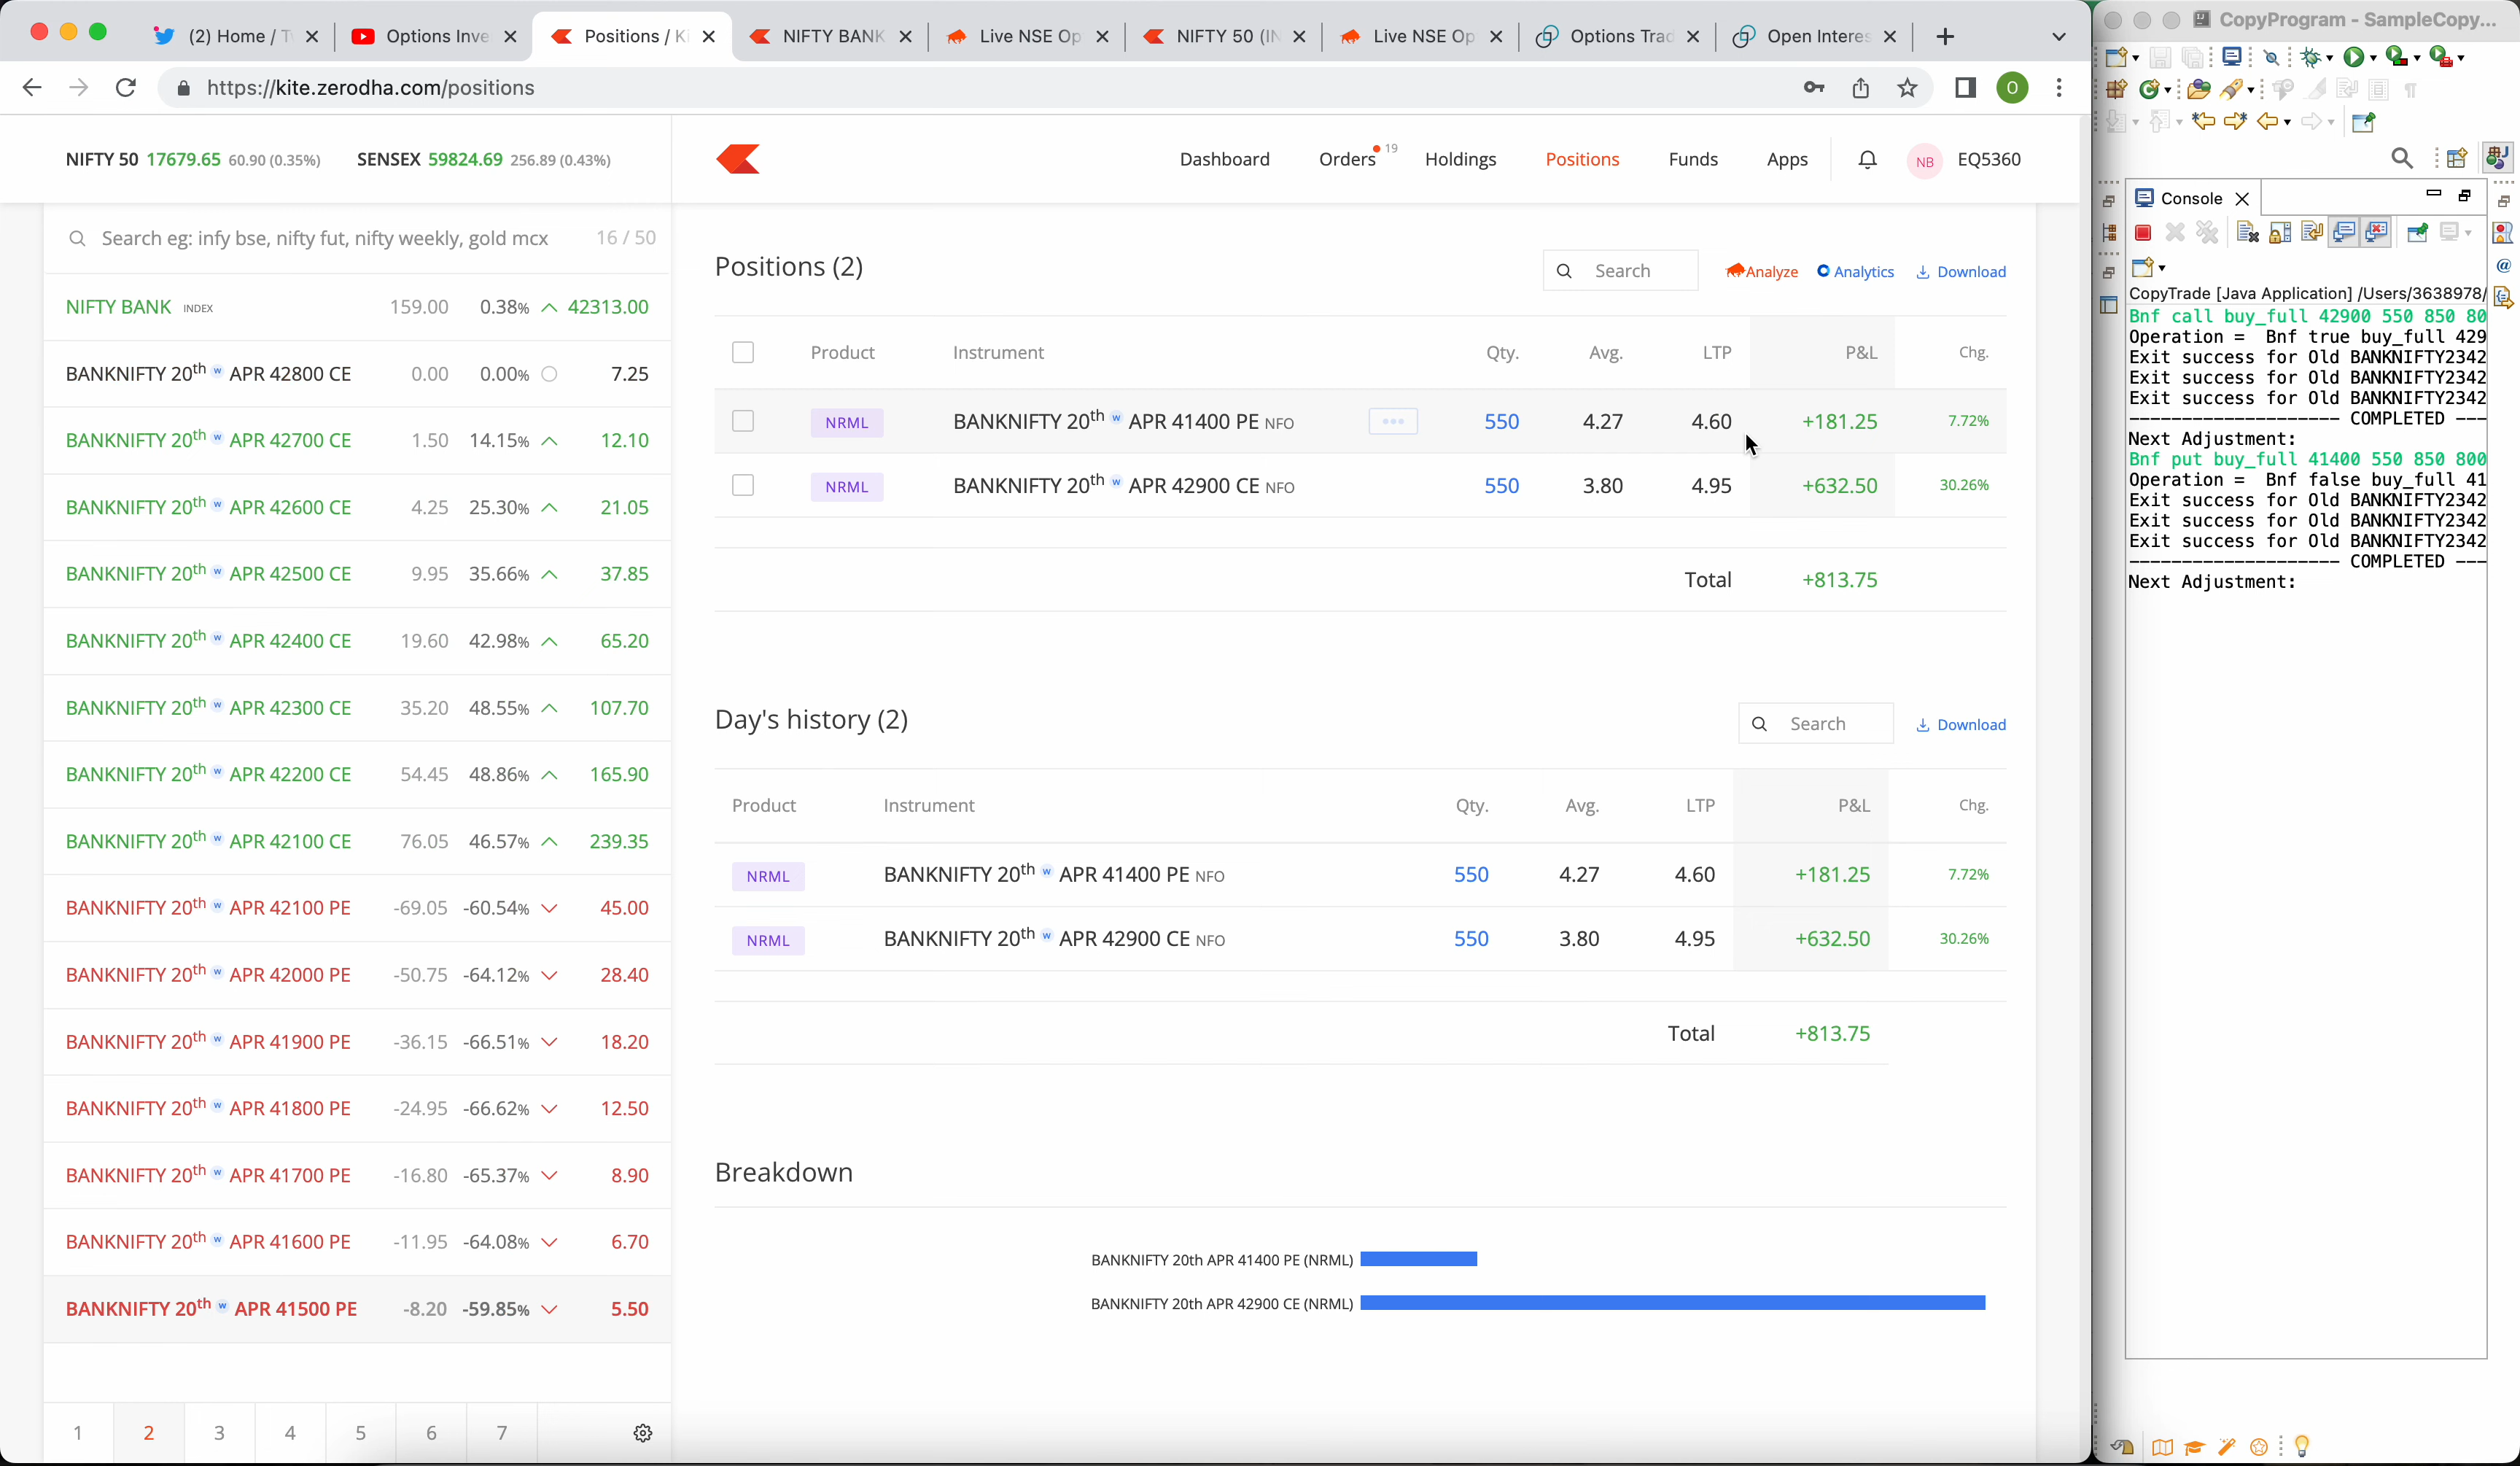 (2) Home / T
Options Inve
Positions / Ki
NIFTY BANK
Live NSE Op
NIFTY 50 (IN
Live NSE Op
Options Trad
Open Interes
CopyProgram - SampleCopy...
https://kite.zerodha.com/positions
O
NIFTY 50 17679.65 60.90 (0.35%) SENSEX 59824.69 256.89 (0.43%)
Dashboard Orders 19 Holdings Positions Funds Apps NB EQ5360
Search eg: infy bse, nifty fut, nifty weekly, gold mcx 16 / 50
NIFTY BANK INDEX 159.00 0.38% 42313.00
BANKNIFTY 20th w APR 42800 CE 0.00 0.00% 7.25
BANKNIFTY 20th w APR 42700 CE 1.50 14.15% 12.10
BANKNIFTY 20th w APR 42600 CE 4.25 25.30% 21.05
BANKNIFTY 20th w APR 42500 CE 9.95 35.66% 37.85
BANKNIFTY 20th w APR 42400 CE 19.60 42.98% 65.20
BANKNIFTY 20th w APR 42300 CE 35.20 48.55% 107.70
BANKNIFTY 20th w APR 42200 CE 54.45 48.86% 165.90
BANKNIFTY 20th w APR 42100 CE 76.05 46.57% 239.35
BANKNIFTY 20th w APR 42100 PE -69.05 -60.54% 45.00
BANKNIFTY 20th w APR 42000 PE -50.75 -64.12% 28.40
BANKNIFTY 20th w APR 41900 PE -36.15 -66.51% 18.20
BANKNIFTY 20th w APR 41800 PE -24.95 -66.62% 12.50
BANKNIFTY 20th w APR 41700 PE -16.80 -65.37% 8.90
BANKNIFTY 20th w APR 41600 PE -11.95 -64.08% 6.70
BANKNIFTY 20th w APR 41500 PE -8.20 -59.85% 5.50
1 2 3 4 5 6 7
Positions (2)
Search Analyze Analytics Download
Product Instrument Qty. Avg. LTP P&L Chg.
NRML BANKNIFTY 20th w APR 41400 PE NFO 550 4.27 4.60 +181.25 7.72%
NRML BANKNIFTY 20th w APR 42900 CE NFO 550 3.80 4.95 +632.50 30.26%
Total +813.75
Day's history (2)
Search Download
Product Instrument Qty. Avg. LTP P&L Chg.
NRML BANKNIFTY 20th w APR 41400 PE NFO 550 4.27 4.60 +181.25 7.72%
NRML BANKNIFTY 20th w APR 42900 CE NFO 550 3.80 4.95 +632.50 30.26%
Total +813.75
Breakdown
BANKNIFTY 20th APR 41400 PE (NRML)
BANKNIFTY 20th APR 42900 CE (NRML)
Console
CopyTrade [Java Application] /Users/3638978/
Bnf call buy_full 42900 550 850 80
Operation = Bnf true buy_full 429
Exit success for Old BANKNIFTY2342
Exit success for Old BANKNIFTY2342
Exit success for Old BANKNIFTY2342
-------------------- COMPLETED ---
Next Adjustment:
Bnf put buy_full 41400 550 850 800
Operation = Bnf false buy_full 41
Exit success for Old BANKNIFTY2342
Exit success for Old BANKNIFTY2342
Exit success for Old BANKNIFTY2342
-------------------- COMPLETED ---
Next Adjustment: